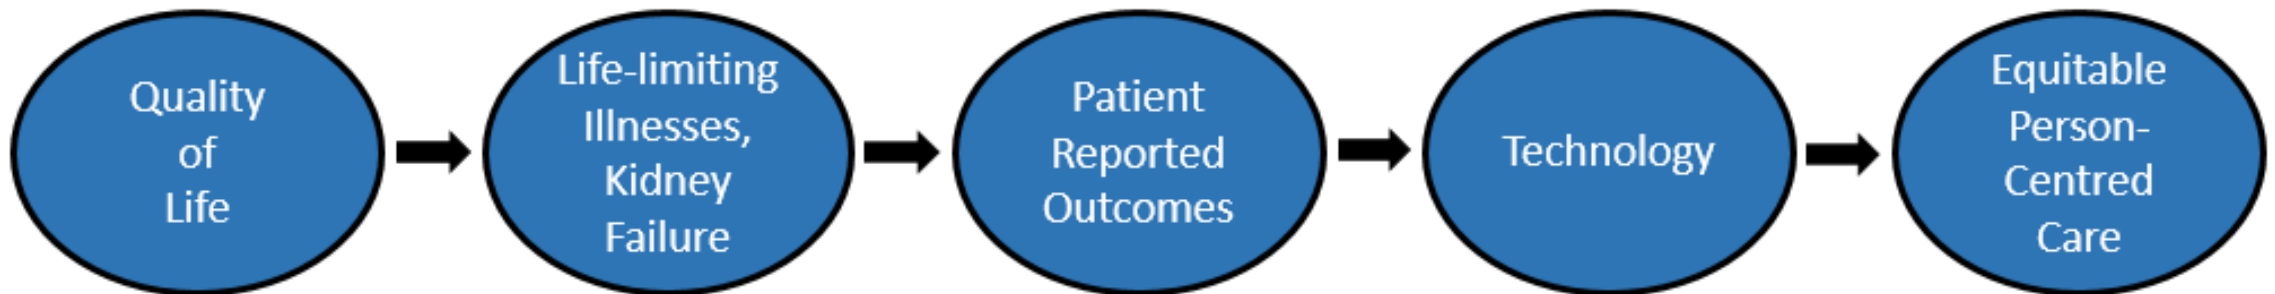 Quality
of
Life
Life-limiting
Illnesses,
Kidney
Failure
Patient
Reported
Outcomes
Technology
Equitable
Person-
Centred
Care